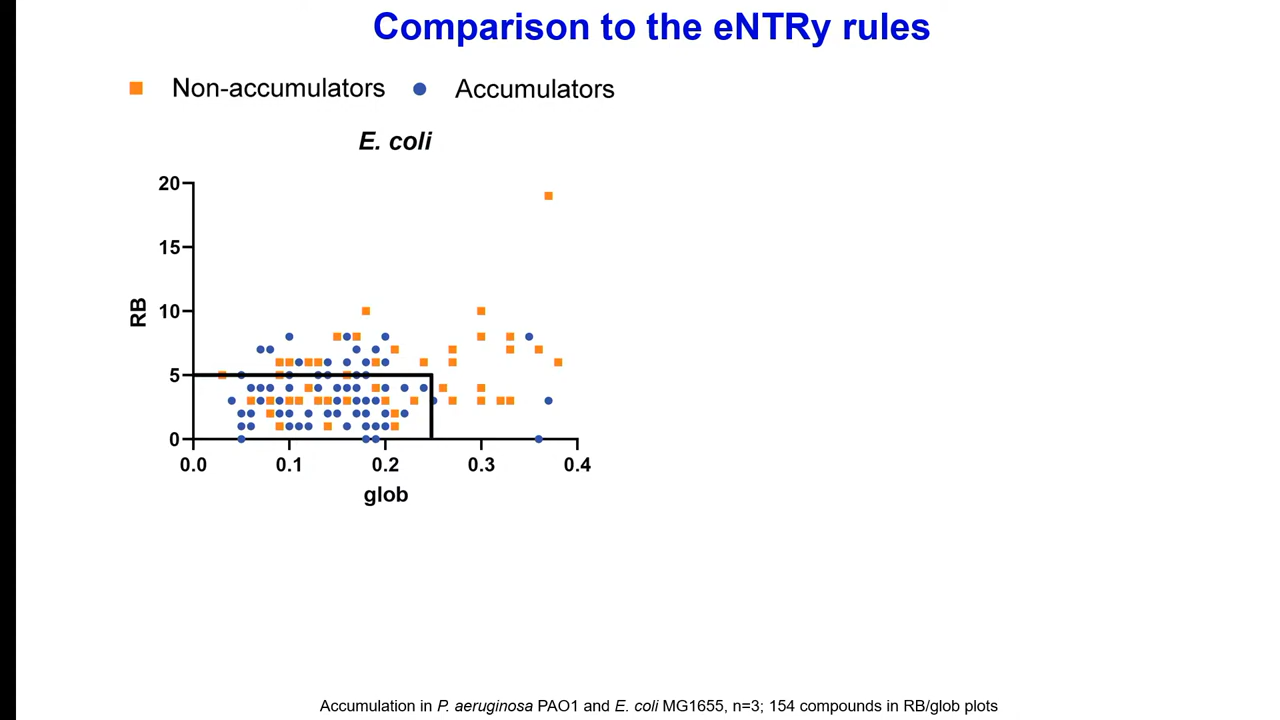 Comparison to the eNTRy rules
Non-accumulators
Accumulators
E. coli
20
15
10
5
0
RB
0.0
0.1
0.2
0.3
0.4
glob
Accumulation in P. aeruginosa PAO1 and E. coli MG1655, n=3; 154 compounds in RB/glob plots